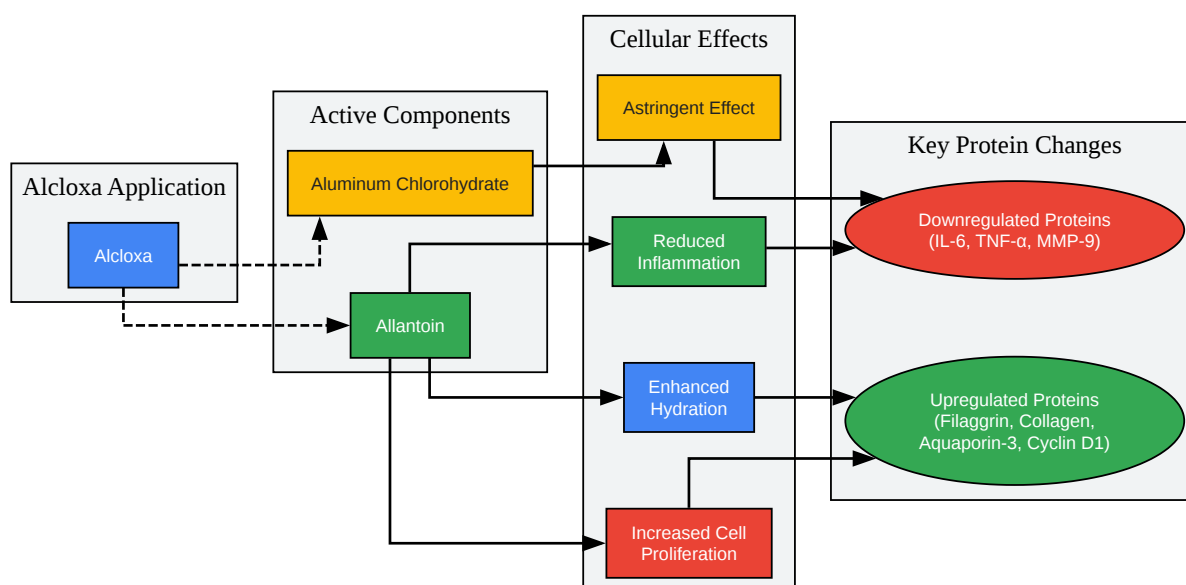 Alcloxa Application
Alcloxa
Active Components
Aluminum Chlorohydrate
Allantoin
Cellular Effects
Astringent Effect
Reduced
Inflammation
Enhanced
Hydration
Increased Cell
Proliferation
Key Protein Changes
Downregulated Proteins
(IL-6, TNF-α, MMP-9)
Upregulated Proteins
(Filaggrin, Collagen,
Aquaporin-3, Cyclin D1)